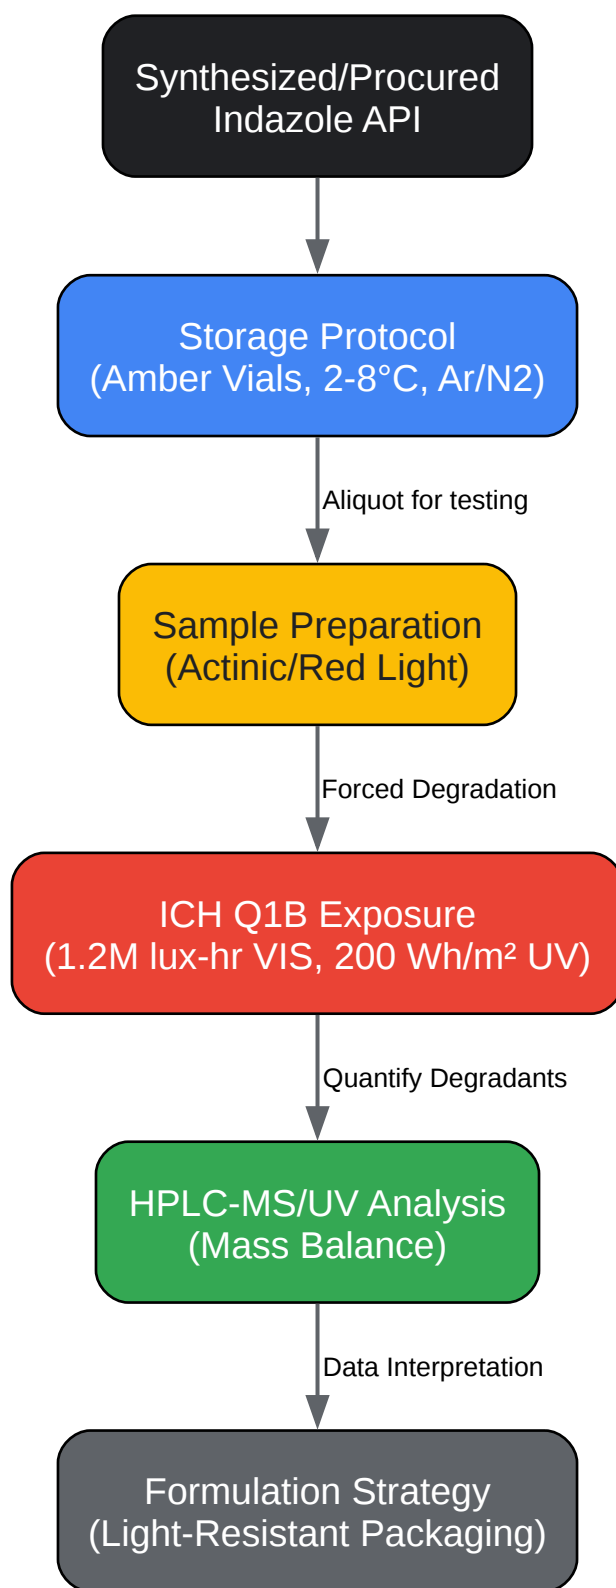 Synthesized/Procured
Indazole API
Storage Protocol
(Amber Vials, 2-8°C, Ar/N2)
Aliquot for testing
Sample Preparation
(Actinic/Red Light)
Forced Degradation
ICH Q1B Exposure
(1.2M lux-hr VIS, 200 Wh/m² UV)
Quantify Degradants
HPLC-MS/UV Analysis
(Mass Balance)
Data Interpretation
Formulation Strategy
(Light-Resistant Packaging)